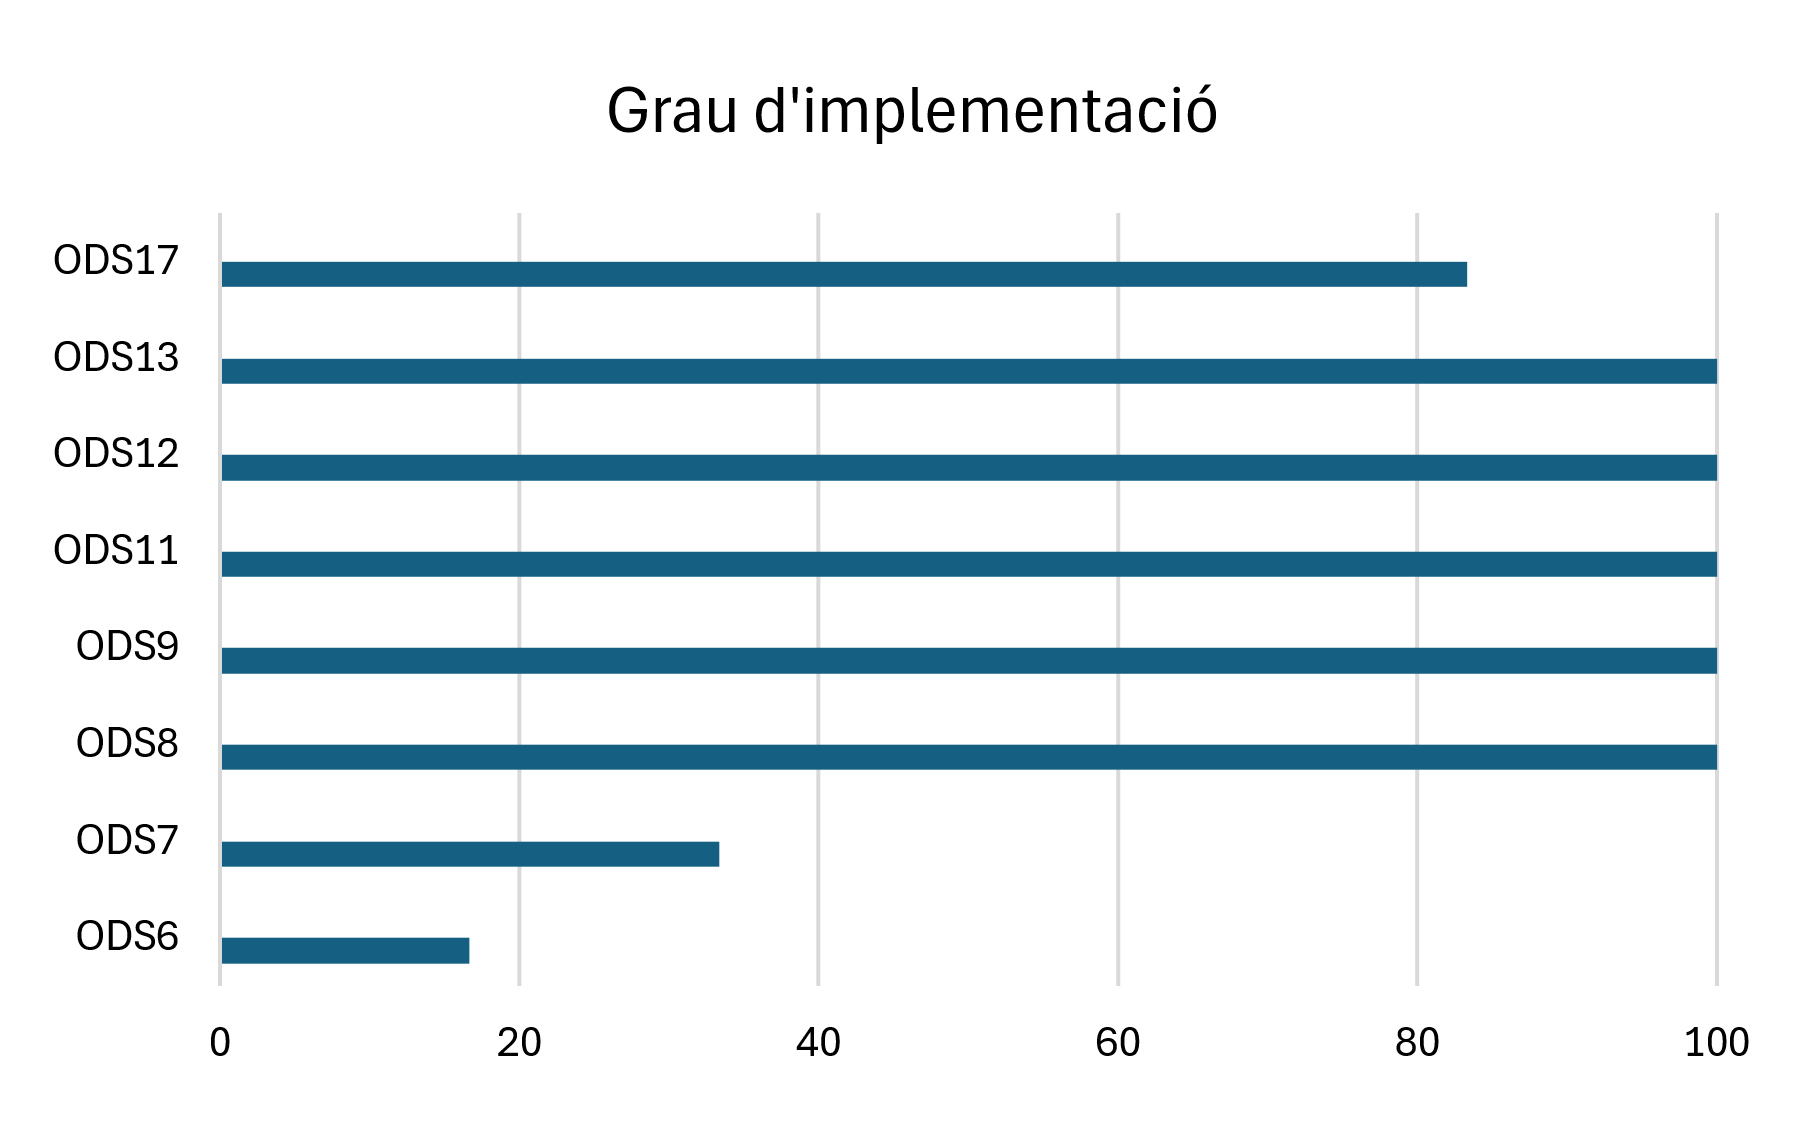 Grau d'implementació
ODS17
ODS13
ODS12
ODS11
ODS9
ODS8
ODS7
ODS6
0 20 40 60 80 100